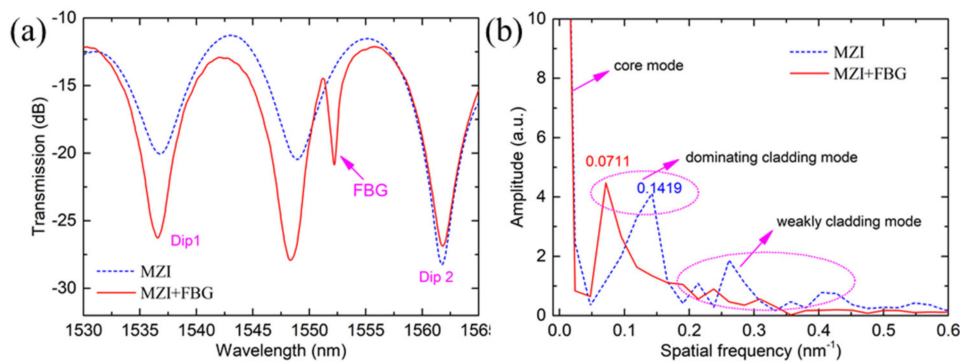 (a)
-10
-15
-20
-25
-30
Transmission (dB)
FBG
Dip1
Dip 2
MZI
MZI+FBG
1530 1535 1540 1545 1550 1555 1560 156
Wavelength (nm)
(b)
10
8
6
4
2
0
Amplitude (a.u.)
MZI
MZI+FBG
core mode
0.0711
dominating cladding mode
0.1419
weakly cladding mode
0.0 0.1 0.2 0.3 0.4 0.5 0.6
Spatial frequency (nm⁻¹)